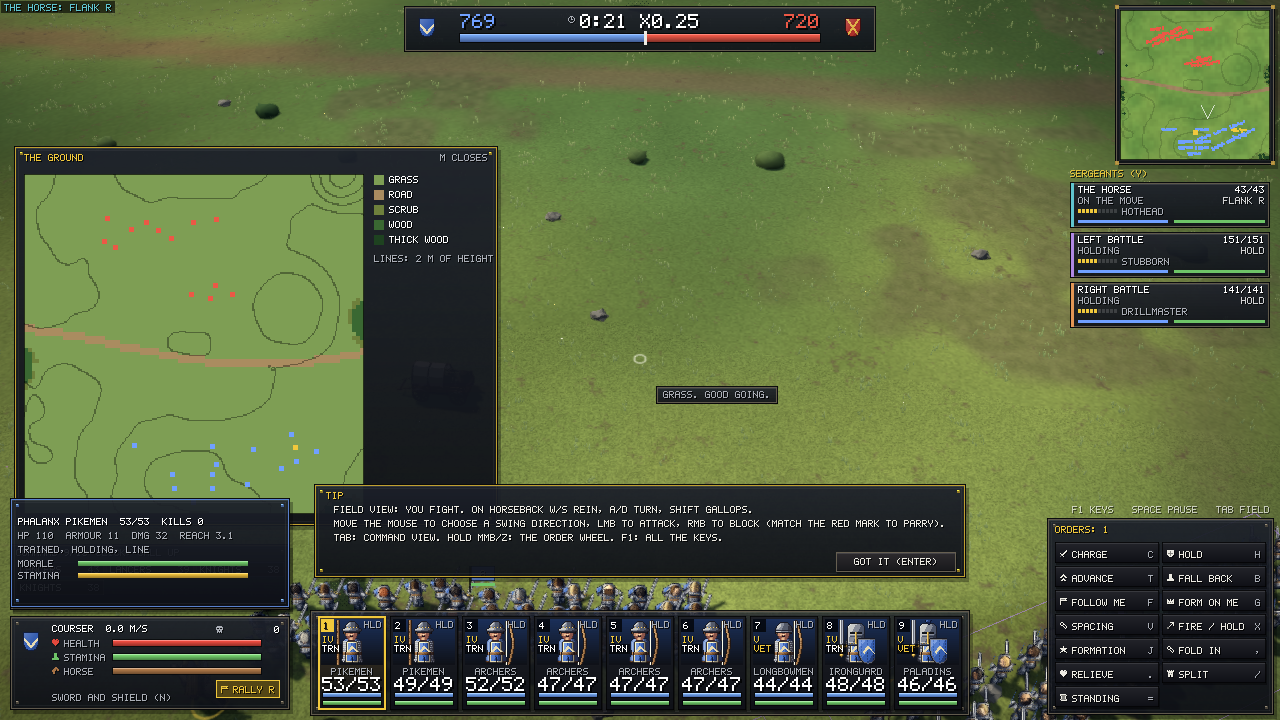 THE HORSE: FLANK R
769 0:21 X0.25 720
THE GROUND M CLOSES
GRASS
ROAD
SCRUB
WOOD
THICK WOOD
LINES: 2 M OF HEIGHT
SERGEANTS (Y)
THE HORSE 43/43
ON THE MOVE FLANK R
HOTHEAD
LEFT BATTLE 151/151
HOLDING HOLD
STUBBORN
RIGHT BATTLE 141/141
HOLDING HOLD
DRILLMASTER
GRASS. GOOD GOING.
TIP
FIELD VIEW: YOU FIGHT. ON HORSEBACK W/S REIN, A/D TURN, SHIFT GALLOPS.
MOVE THE MOUSE TO CHOOSE A SWING DIRECTION, LMB TO ATTACK, RMB TO BLOCK (MATCH THE RED MARK TO PARRY).
TAB: COMMAND VIEW. HOLD MMB/Z: THE ORDER WHEEL. F1: ALL THE KEYS.
GOT IT (ENTER)
PHALANX PIKEMEN 53/53 KILLS 0
HP 110 ARMOUR 11 DMG 32 REACH 3.1
TRAINED, HOLDING, LINE
MORALE
STAMINA
COURSER 0.0 M/S 0
HEALTH
STAMINA
HORSE
SWORD AND SHIELD (N) RALLY R
1 HLD IV TRN PIKEMEN 53/53
2 HLD IV TRN PIKEMEN 49/49
3 HLD IV TRN ARCHERS 52/52
4 HLD IV TRN ARCHERS 47/47
5 HLD IV TRN ARCHERS 47/47
6 HLD IV TRN ARCHERS 47/47
7 HLD V VET LONGBOWMEN 44/44
8 HLD IV TRN IRONGUARD 48/48
9 HLD V VET PALADINS 46/46
F1 KEYS SPACE PAUSE TAB FIELD
ORDERS: 1
CHARGE C HOLD H
ADVANCE T FALL BACK B
FOLLOW ME F FORM ON ME G
SPACING V FIRE / HOLD X
FORMATION J FOLD IN ,
RELIEVE . SPLIT /
STANDING =